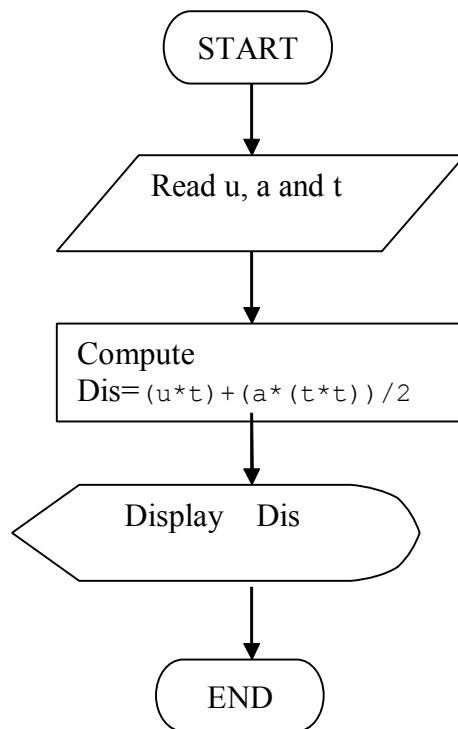 START
Read u, a and t
Compute
Dis=(u*t)+(a*(t*t))/2
Display Dis
END